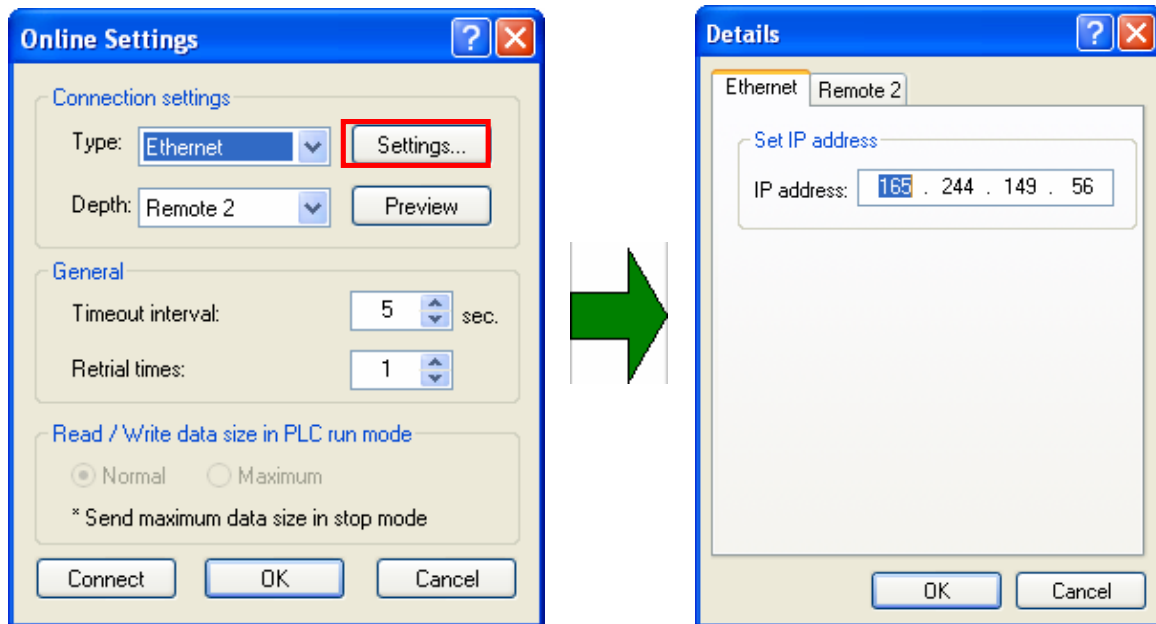 Online Settings
Connection settings
Type: Ethernet Settings...
Depth: Remote 2 Preview
General
Timeout interval: 5 sec.
Retrial times: 1
Read / Write data size in PLC run mode
Normal Maximum
* Send maximum data size in stop mode
Connect OK Cancel
Details
Ethernet Remote 2
Set IP address
IP address: 165 . 244 . 149 . 56
OK Cancel